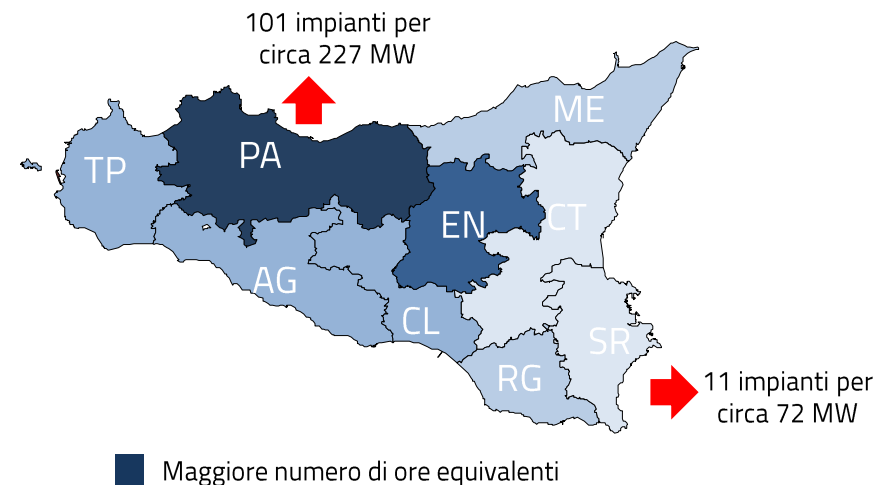 101 impianti per
circa 227 MW
ME
PA
TP
CT
EN
AG
CL
SR
RG
11 impianti per
circa 72 MW
Maggiore numero di ore equivalenti